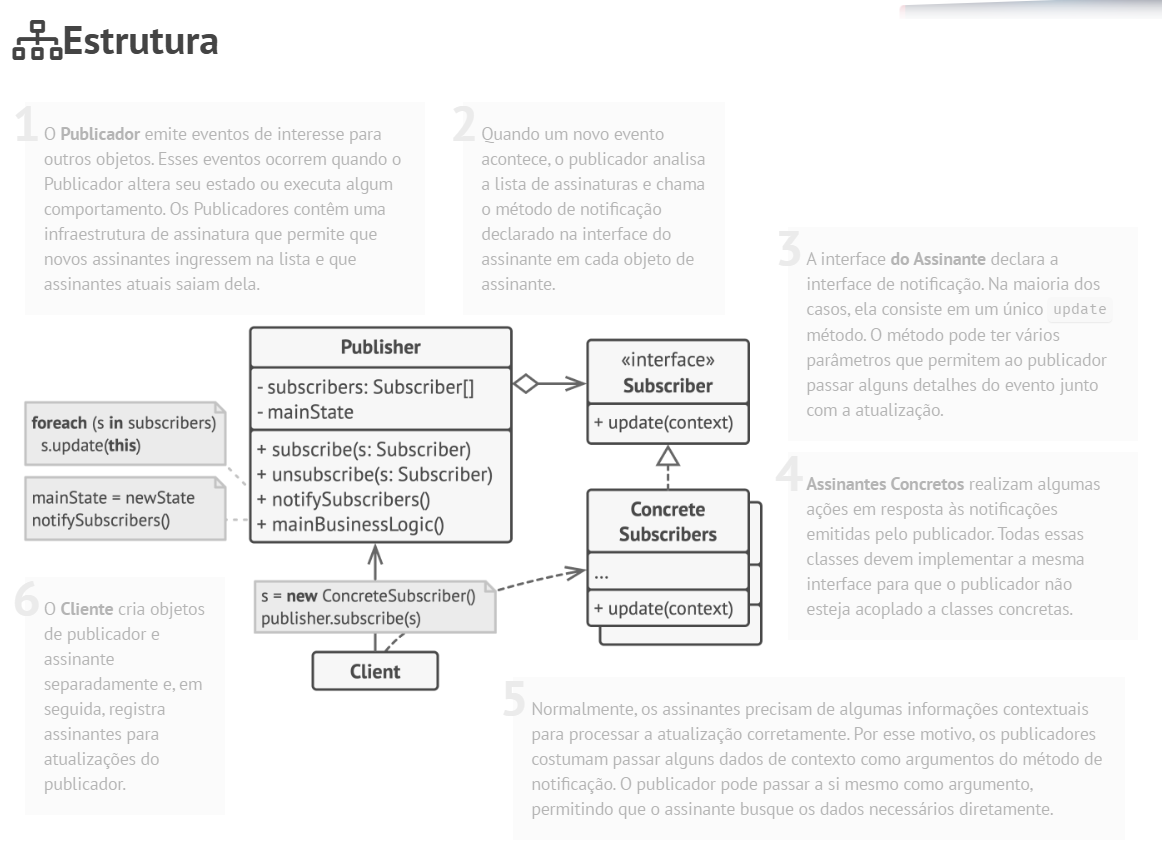 Estrutura
1
O Publicador emite eventos de interesse para
outros objetos. Esses eventos ocorrem quando o
Publicador altera seu estado ou executa algum
comportamento. Os Publicadores contêm uma
infraestrutura de assinatura que permite que
novos assinantes ingressem na lista e que
assinantes atuais saiam dela.
2
Quando um novo evento
acontece, o publicador analisa
a lista de assinaturas e chama
o método de notificação
declarado na interface do
assinante em cada objeto de
assinante.
3
A interface do Assinante declara a
interface de notificação. Na maioria dos
casos, ela consiste em um único update
método. O método pode ter vários
parâmetros que permitem ao publicador
passar alguns detalhes do evento junto
com a atualização.
Publisher
- subscribers: Subscriber[]
- mainState
+ subscribe(s: Subscriber)
+ unsubscribe(s: Subscriber)
+ notifySubscribers()
+ mainBusinessLogic()
«interface»
Subscriber
+ update(context)
foreach (s in subscribers)
s.update(this)
mainState = newState
notifySubscribers()
Concrete
Subscribers
...
+ update(context)
4
Assinantes Concretos realizam algumas
ações em resposta às notificações
emitidas pelo publicador. Todas essas
classes devem implementar a mesma
interface para que o publicador não
esteja acoplado a classes concretas.
s = new ConcreteSubscriber()
publisher.subscribe(s)
Client
6
O Cliente cria objetos
de publicador e
assinante
separadamente e, em
seguida, registra
assinantes para
atualizações do
publicador.
5
Normalmente, os assinantes precisam de algumas informações contextuais
para processar a atualização corretamente. Por esse motivo, os publicadores
costumam passar alguns dados de contexto como argumentos do método de
notificação. O publicador pode passar a si mesmo como argumento,
permitindo que o assinante busque os dados necessários diretamente.